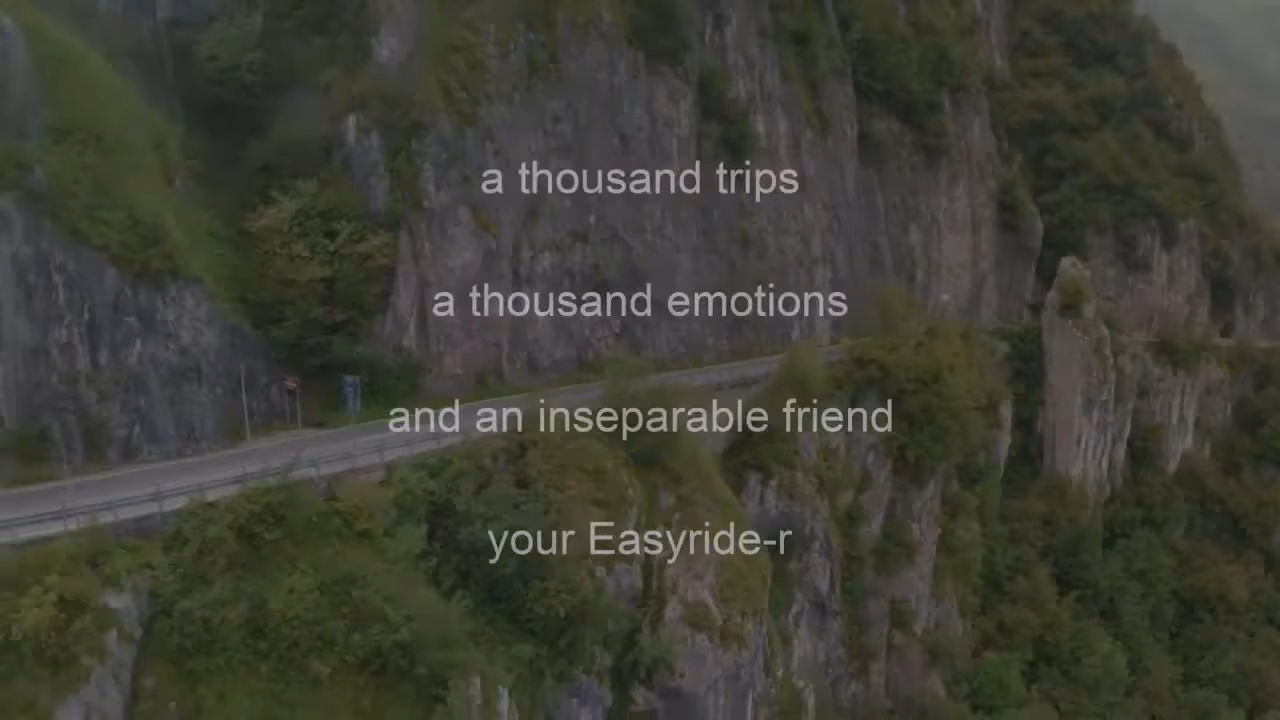 a thousand trips
a thousand emotions
and an inseparable friend
your Easyride-r